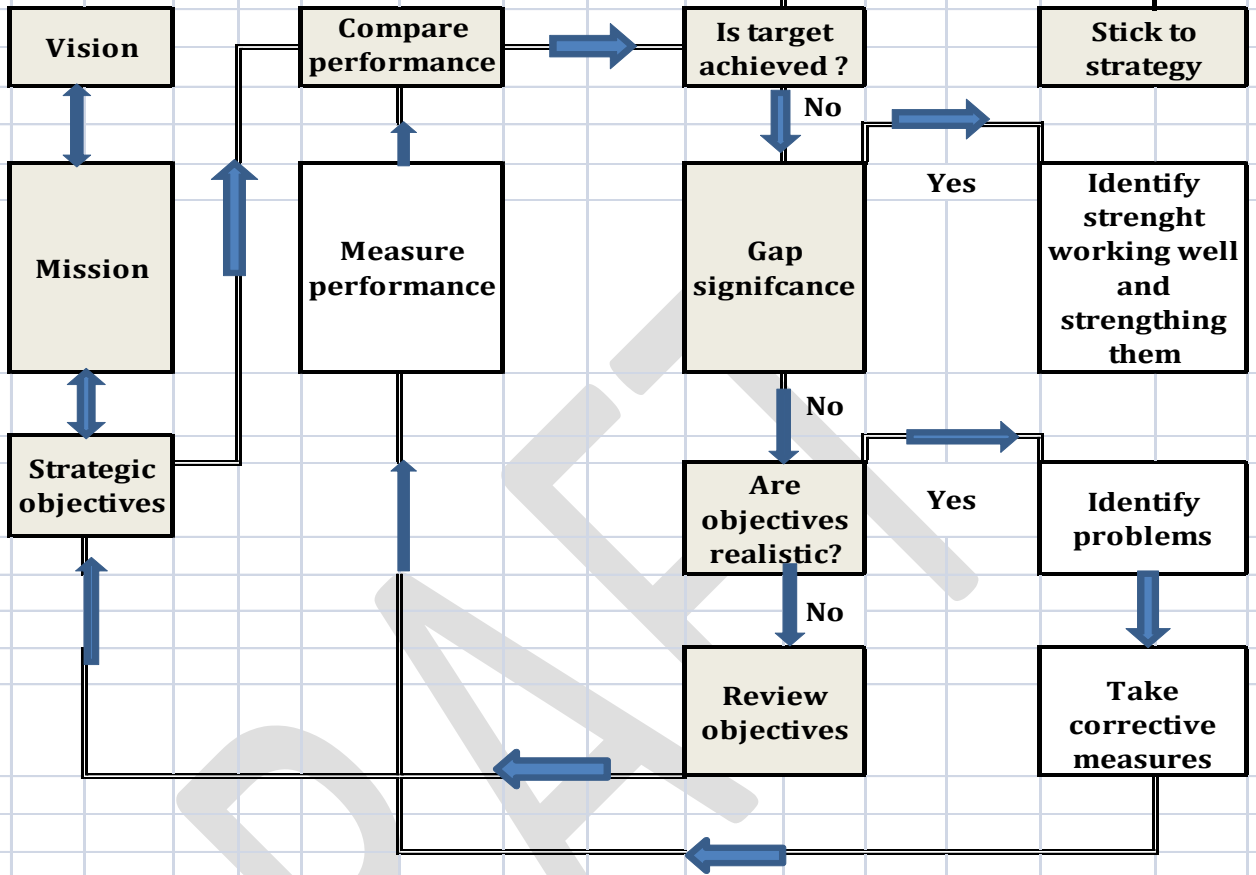 Vision
Compare
performance
Is target
achieved ?
Stick to
strategy
No
Yes
Mission
Measure
performance
Gap
signifcance
Identify
strenght
working well
and
strengthing
them
No
Yes
Strategic
objectives
Are
objectives
realistic?
Identify
problems
No
Review
objectives
Take
corrective
measures
DRAFT